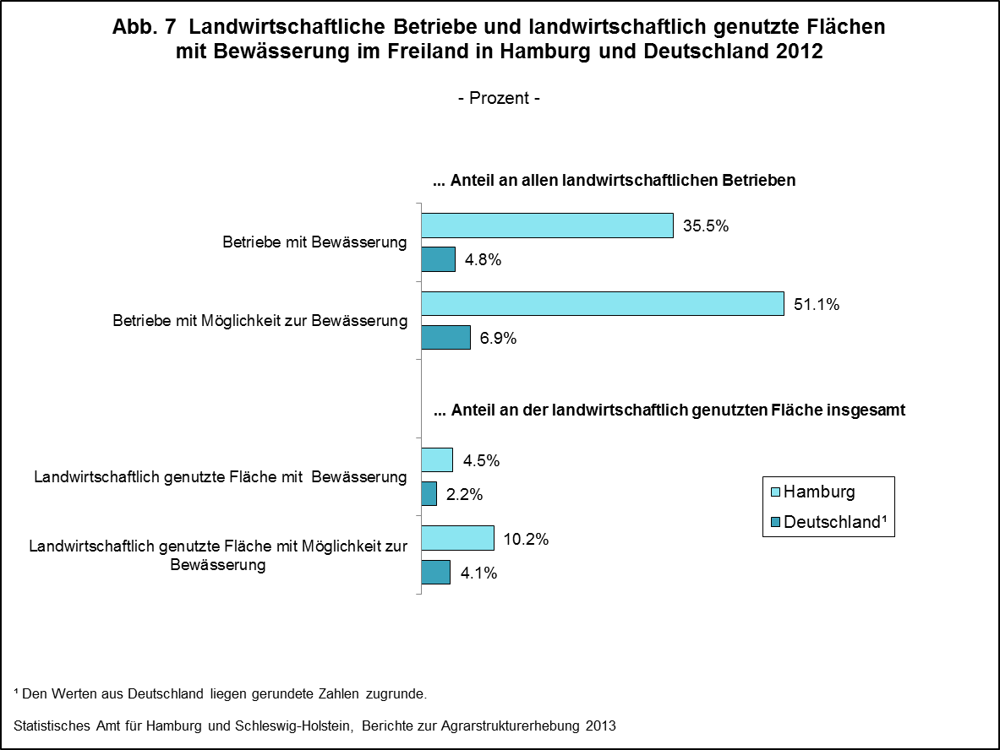 Abb. 7  Landwirtschaftliche Betriebe und landwirtschaftlich genutzte Flächen
mit Bewässerung im Freiland in Hamburg und Deutschland 2012
- Prozent -
... Anteil an allen landwirtschaftlichen Betrieben
Betriebe mit Bewässerung
35.5%
4.8%
Betriebe mit Möglichkeit zur Bewässerung
51.1%
6.9%
... Anteil an der landwirtschaftlich genutzten Fläche insgesamt
Landwirtschaftlich genutzte Fläche mit  Bewässerung
4.5%
2.2%
Landwirtschaftlich genutzte Fläche mit Möglichkeit zur
Bewässerung
10.2%
4.1%
Hamburg
Deutschland¹
¹ Den Werten aus Deutschland liegen gerundete Zahlen zugrunde.
Statistisches Amt für Hamburg und Schleswig-Holstein,  Berichte zur Agrarstrukturerhebung 2013